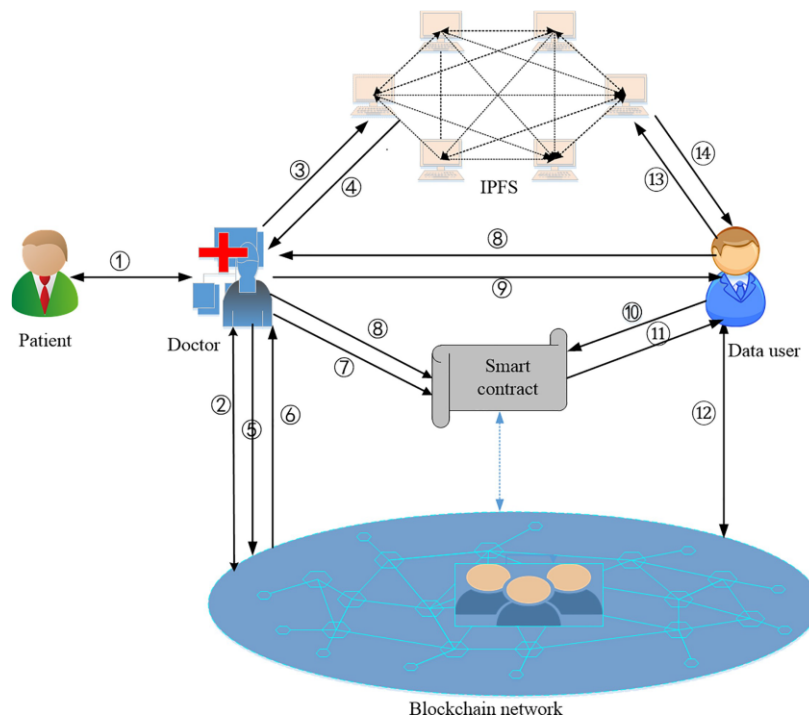 IPFS
③
④
⑬
⑭
①
⑧
⑨
Patient
Doctor
Data user
⑧
⑦
⑩
⑪
Smart
contract
②
⑤
⑥
⑫
Blockchain network